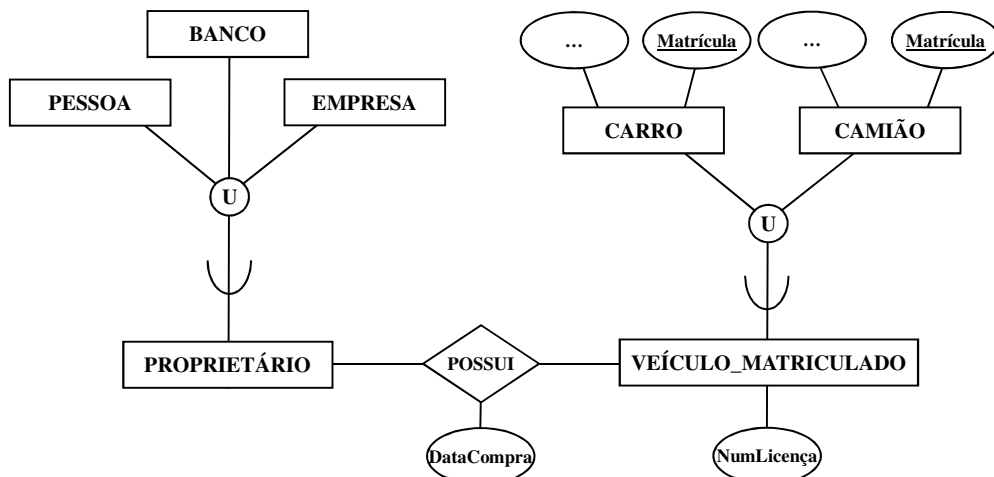 BANCO
PESSOA
EMPRESA
U
PROPRIETÁRIO
POSSUI
DataCompra
...
Matrícula
...
Matrícula
CARRO
CAMIÃO
U
VEÍCULO_MATRICULADO
NumLicença